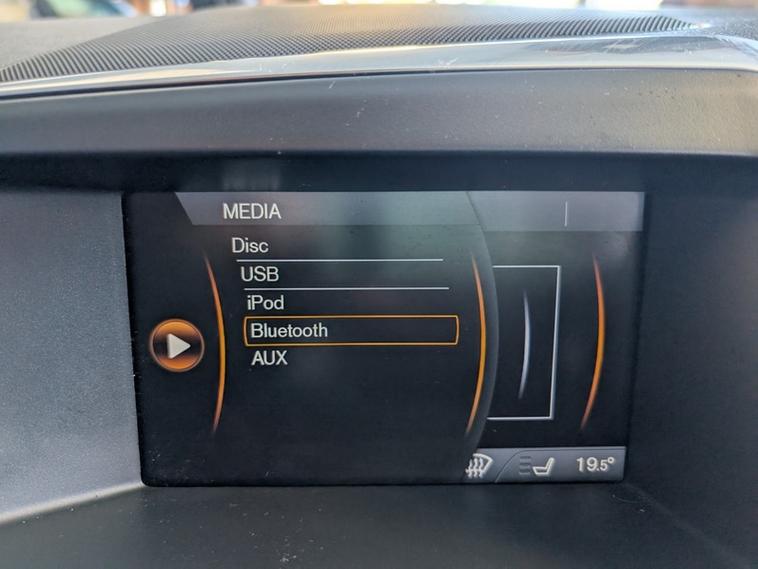 MEDIA
Disc
USB
iPod
Bluetooth
AUX
19.5°